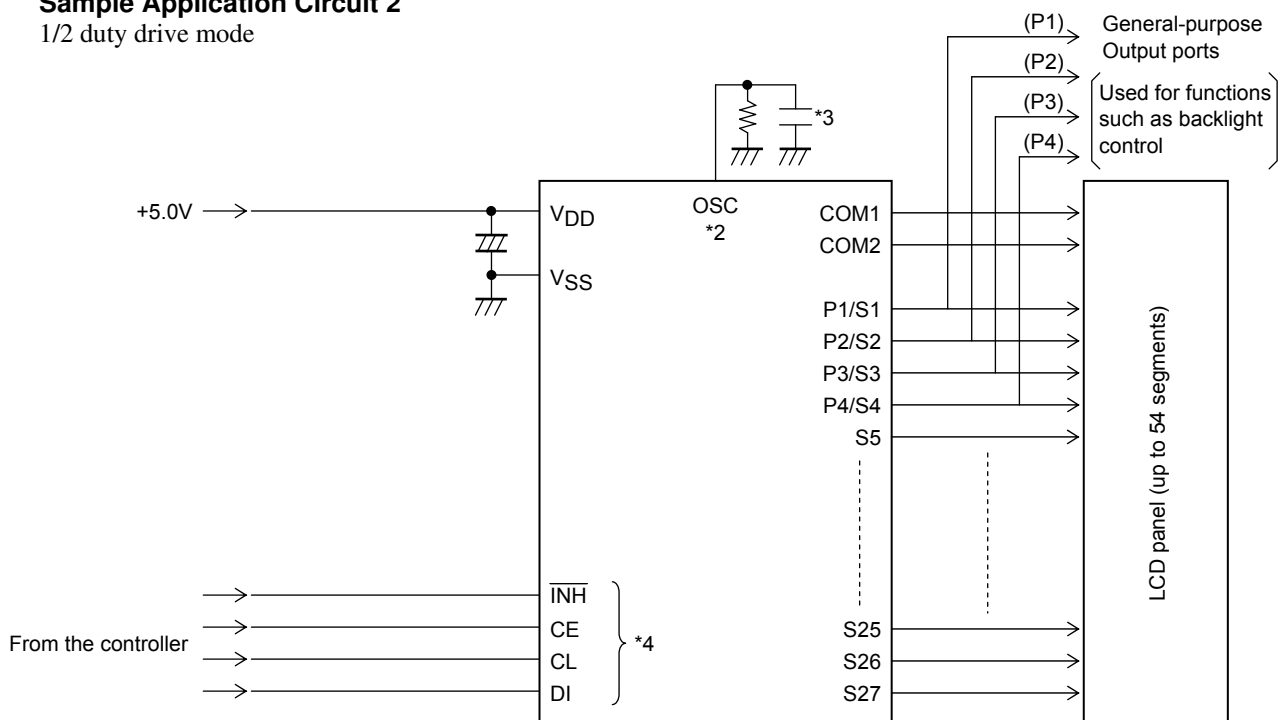 Sample Application Circuit 2
1/2 duty drive mode
(P1)
General-purpose
Output ports
(P2)
(P3)
(P4)
Used for functions
such as backlight
control
*3
+5.0V
VDD
OSC
*2
COM1
COM2
VSS
P1/S1
P2/S2
P3/S3
P4/S4
S5
LCD panel (up to 54 segments)
From the controller
INH
CE
CL
DI
*4
S25
S26
S27